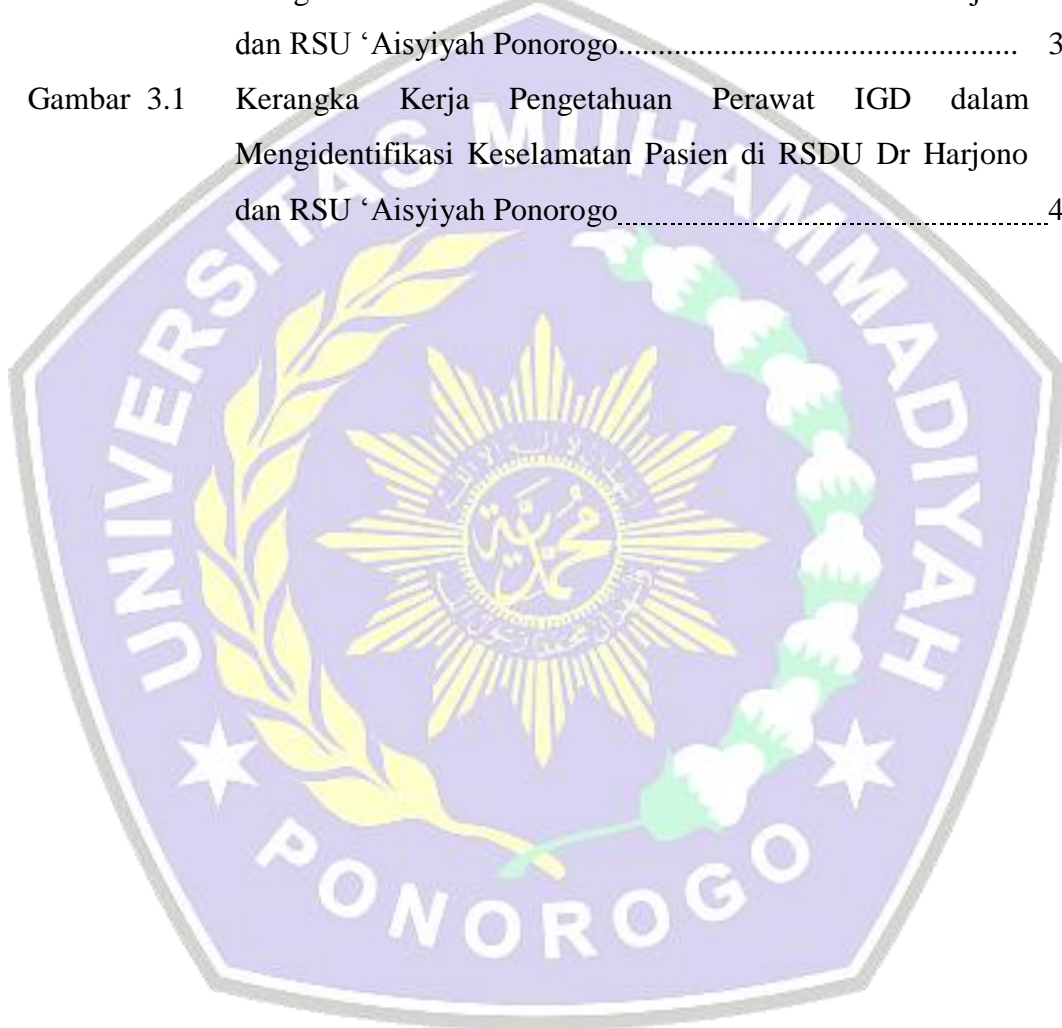 dan RSU ‘Aisyiyah Ponorogo.................................................... 3
Gambar 3.1 Kerangka Kerja Pengetahuan Perawat IGD dalam
Mengidentifikasi Keselamatan Pasien di RSDU Dr Harjono
dan RSU ‘Aisyiyah Ponorogo 4
UNIVERSITAS MUHAMMADIYAH
PONOROGO
محمدية